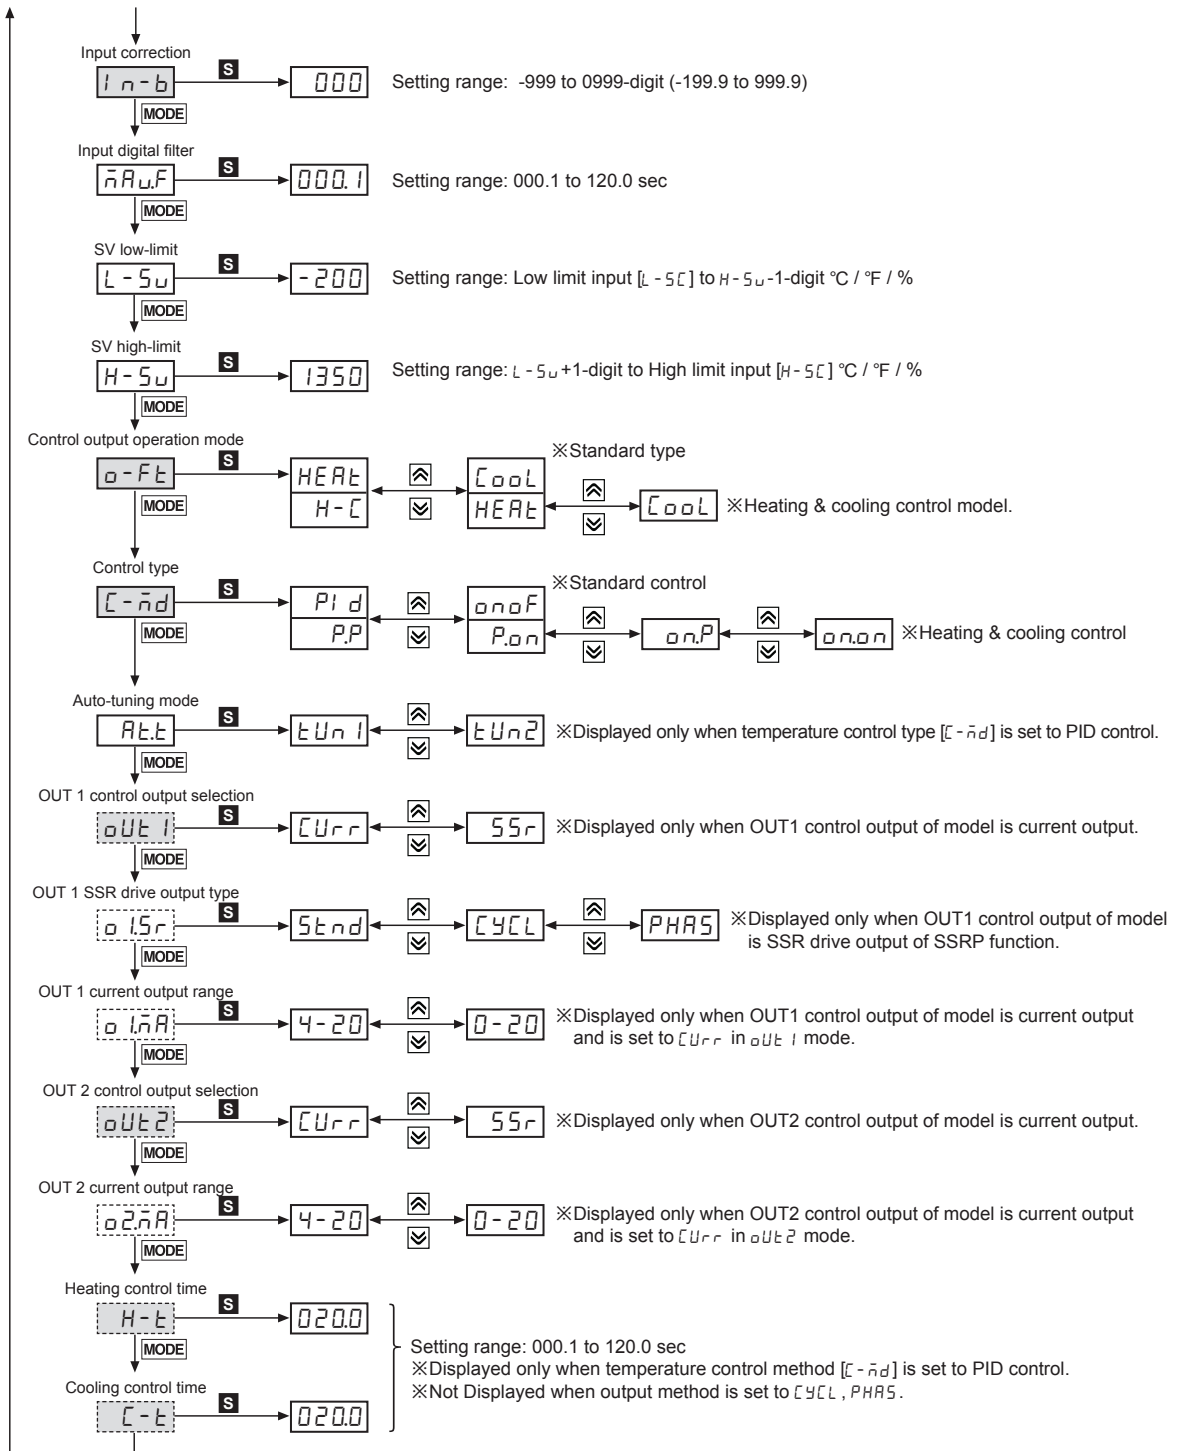 Input correction
In-b S 000 Setting range: -999 to 0999-digit (-199.9 to 999.9)
MODE
Input digital filter
mAu.F S 000.1 Setting range: 000.1 to 120.0 sec
MODE
SV low-limit
L-Su S -200 Setting range: Low limit input [L-SC] to H-Su-1-digit °C / °F / %
MODE
SV high-limit
H-Su S 1350 Setting range: L-Su+1-digit to High limit input [H-SC] °C / °F / %
MODE
Control output operation mode
※Standard type
o-Ft S HEAt CooL
MODE H-C HEAt CooL ※Heating & cooling control model.
Control type
※Standard control
C-md S PId onoF
MODE P.P P.on on.P on.on ※Heating & cooling control
Auto-tuning mode
At.t S tUn1 tUn2 ※Displayed only when temperature control type [C-md] is set to PID control.
MODE
OUT 1 control output selection
oUt1 S CUrr SSr ※Displayed only when OUT1 control output of model is current output.
MODE
OUT 1 SSR drive output type
o1.Sr S Stnd CYCL PHAS ※Displayed only when OUT1 control output of model
is SSR drive output of SSRP function.
MODE
OUT 1 current output range
o1.mA S 4-20 0-20 ※Displayed only when OUT1 control output of model is current output
and is set to CUrr in oUt1 mode.
MODE
OUT 2 control output selection
oUt2 S CUrr SSr ※Displayed only when OUT2 control output of model is current output.
MODE
OUT 2 current output range
o2.mA S 4-20 0-20 ※Displayed only when OUT2 control output of model is current output
and is set to CUrr in oUt2 mode.
MODE
Heating control time
H-t S 020.0
MODE
Setting range: 000.1 to 120.0 sec
※Displayed only when temperature control method [C-md] is set to PID control.
※Not Displayed when output method is set to CYCL, PHAS.
Cooling control time
C-t S 020.0